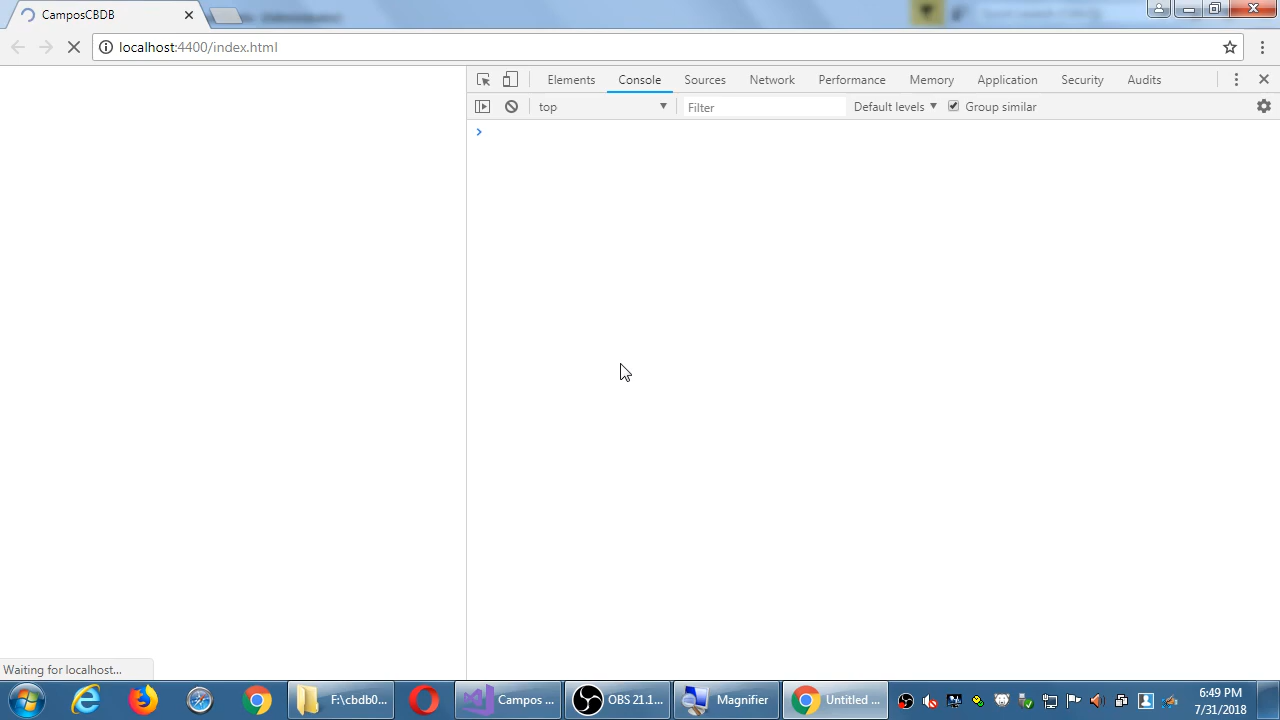 CamposCBDB
localhost:4400/index.html
Elements Console Sources Network Performance Memory Application Security Audits
top Filter Default levels Group similar
Waiting for localhost...
F:\cbdb0... Campos ... OBS 21.1... Magnifier Untitled ...
6:49 PM
7/31/2018